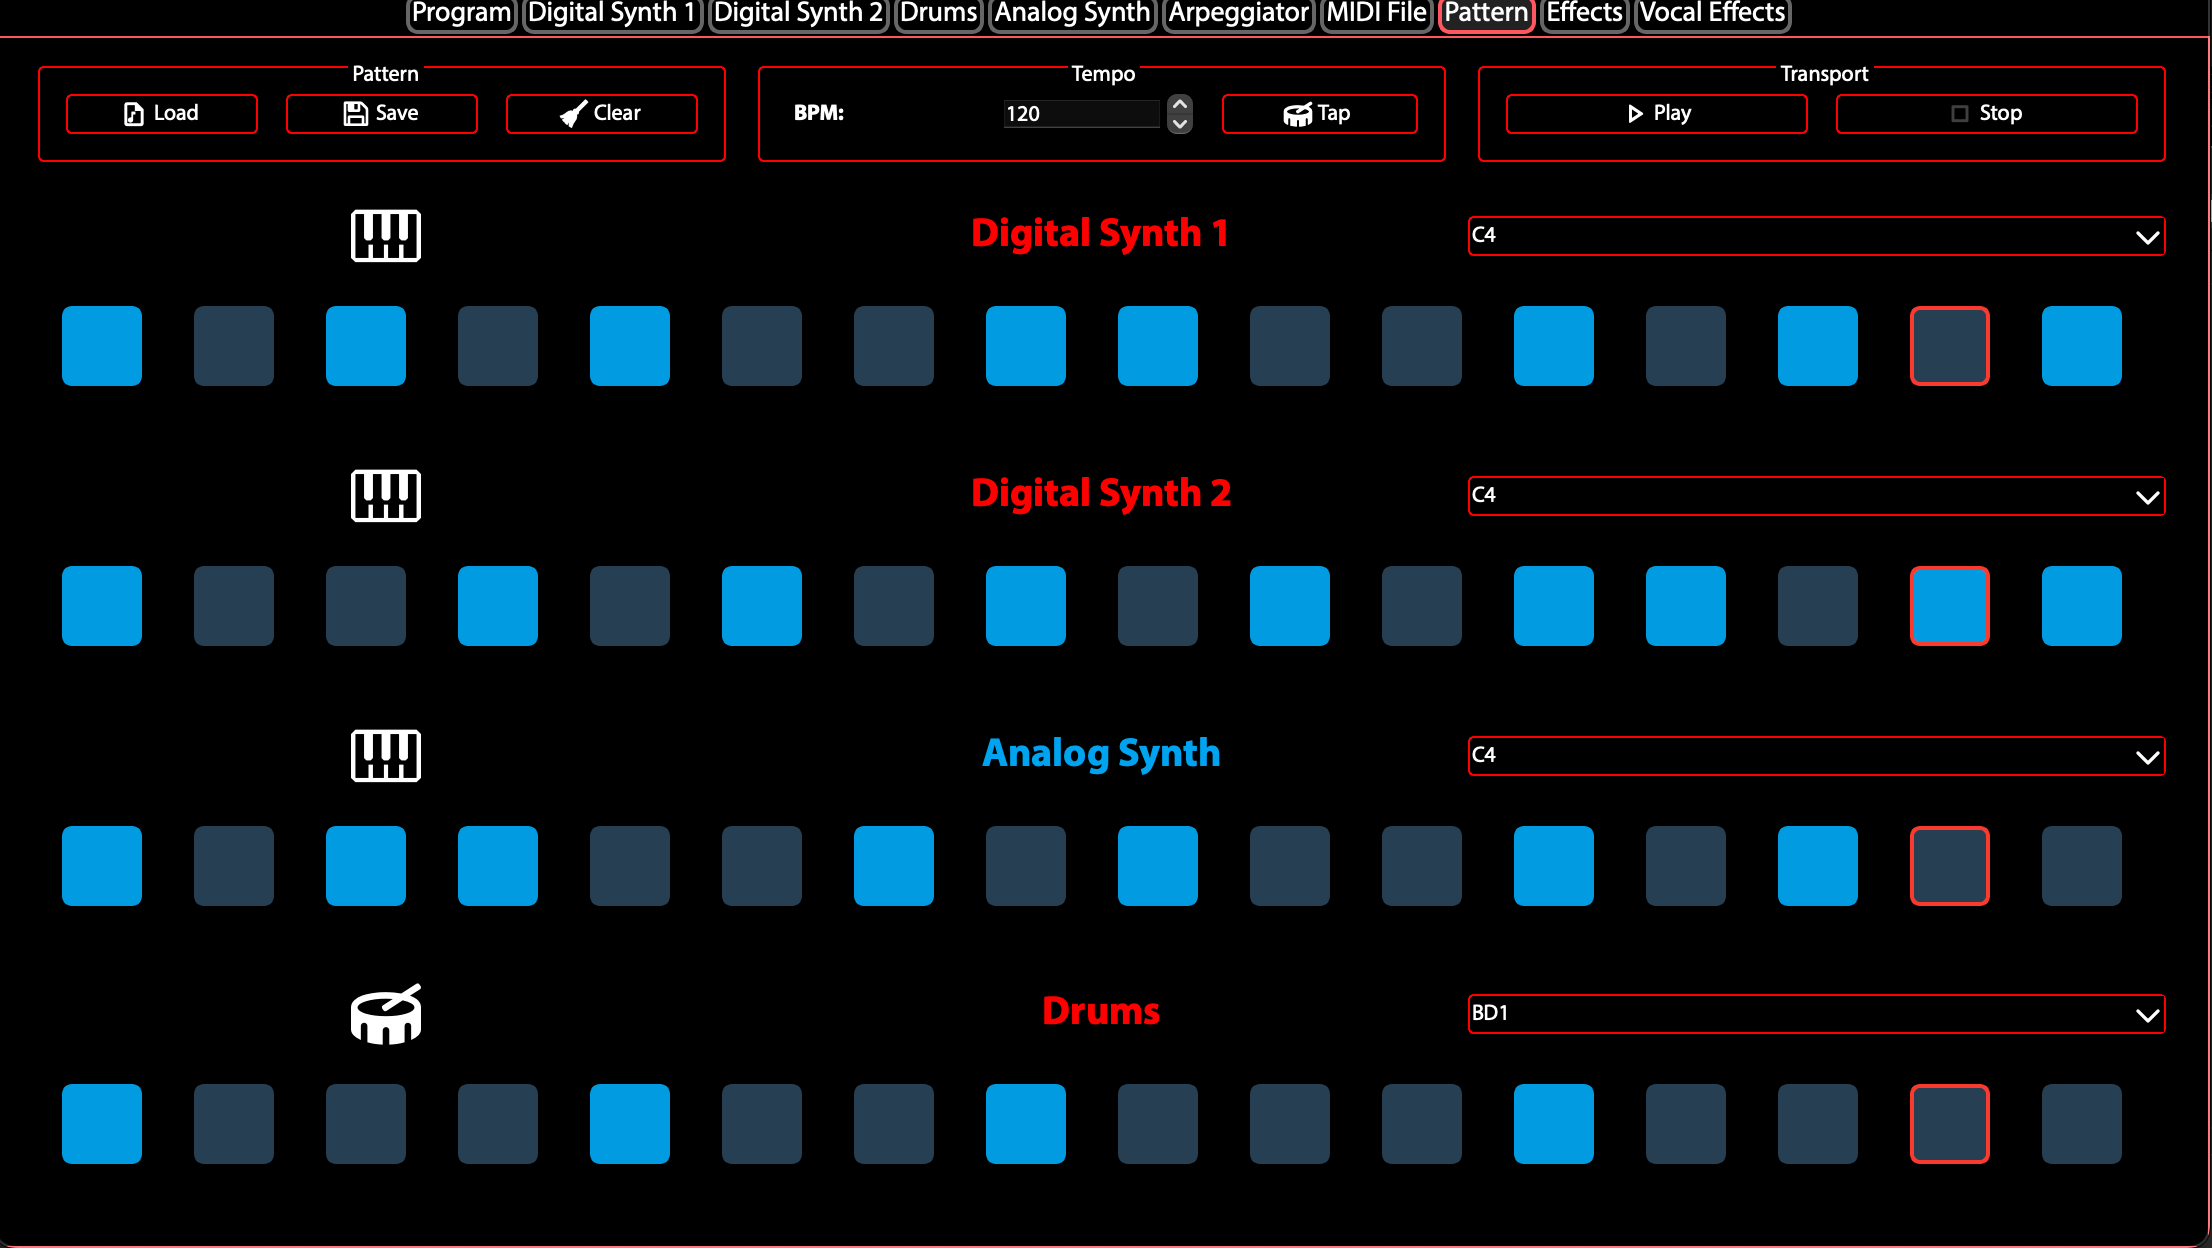 Program Digital Synth 1 Digital Synth 2 Drums Analog Synth Arpeggiator MIDI File Pattern Effects Vocal Effects
Pattern
Load Save Clear
Tempo
BPM: 120 Tap
Transport
Play Stop
Digital Synth 1 C4
Digital Synth 2 C4
Analog Synth C4
Drums BD1